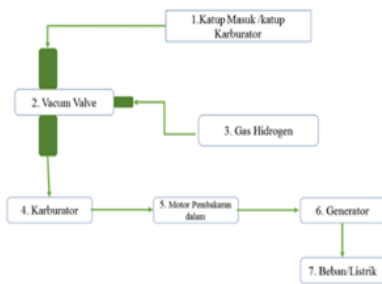 1.Katup Masuk /katup
Karburator
2. Vacum Valve
3. Gas Hidrogen
4. Karburator
5. Motor Pembakaran
dalam
6. Generator
7. Beban/Listrik